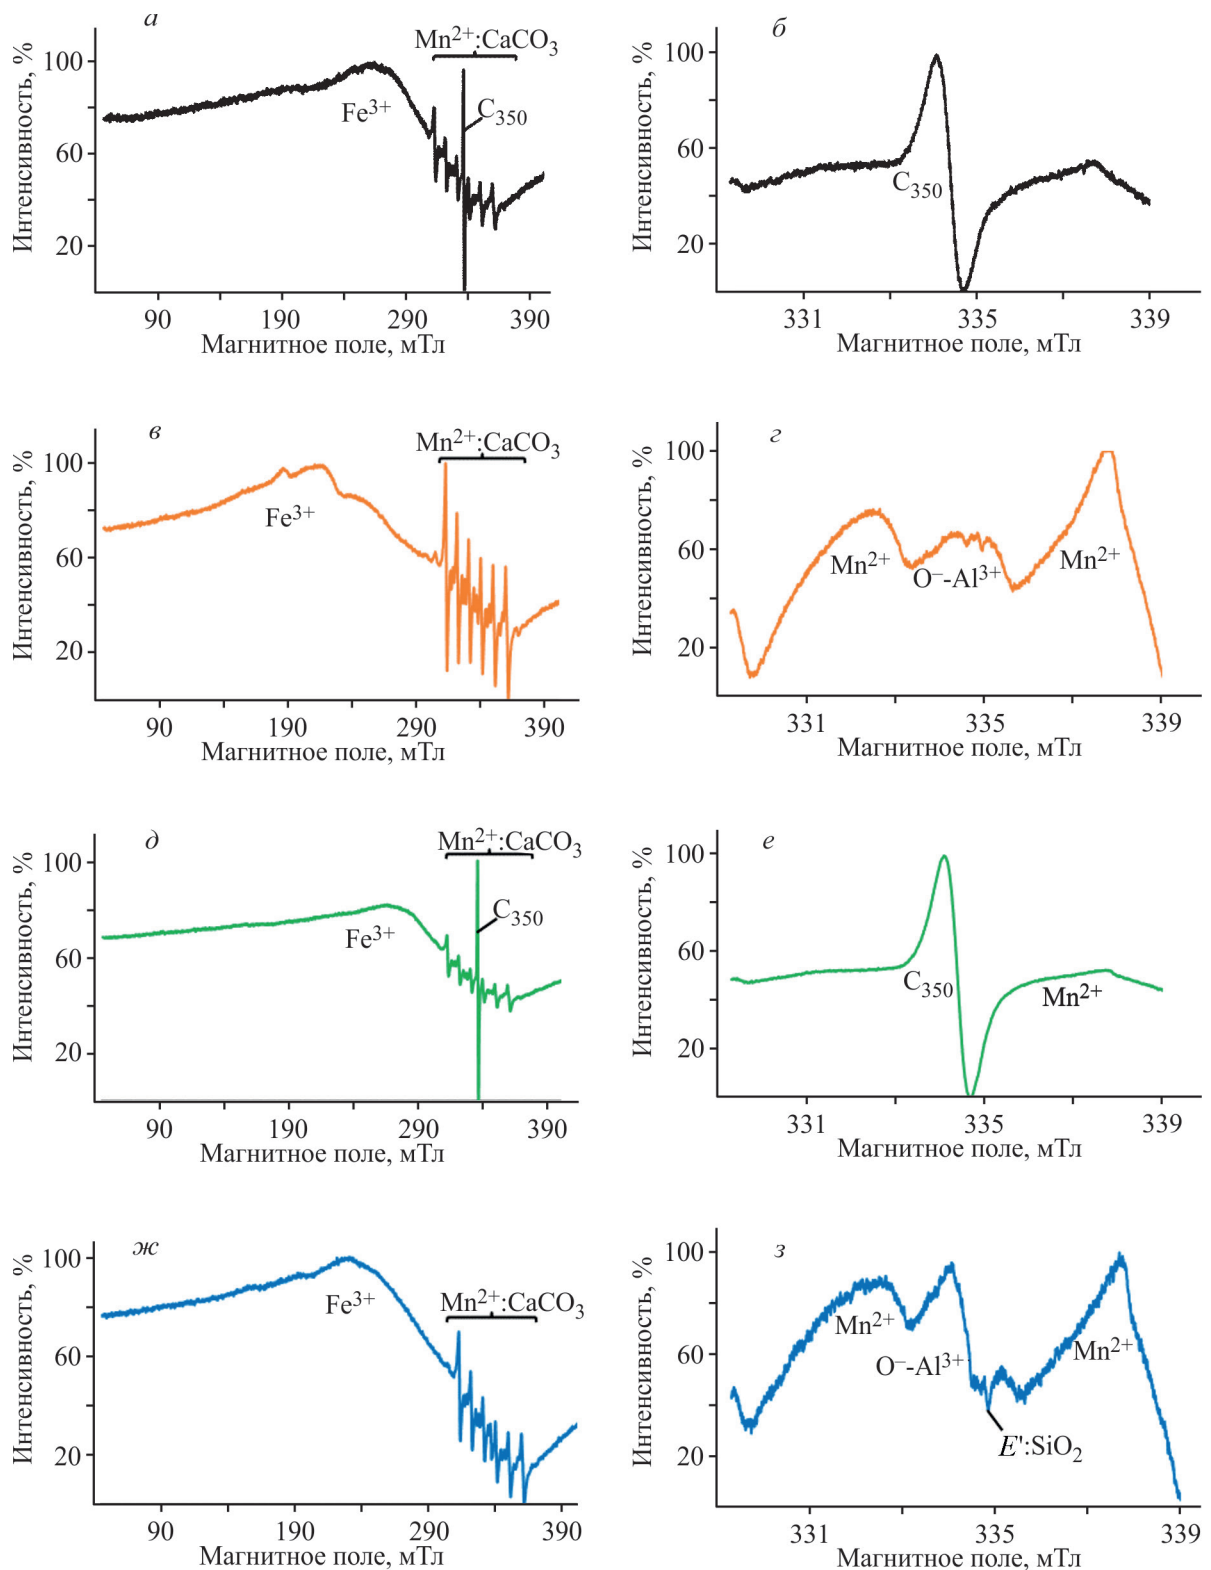 а
Mn²⁺:CaCO₃
Интенсивность, %
100
60
20
Fe³⁺
C₃₅₀
90 190 290 390
Магнитное поле, мТл
б
Интенсивность, %
100
60
20
C₃₅₀
331 335 339
Магнитное поле, мТл
в
Mn²⁺:CaCO₃
Интенсивность, %
100
60
20
Fe³⁺
90 190 290 390
Магнитное поле, мТл
г
Интенсивность, %
100
60
20
Mn²⁺
O⁻-Al³⁺
Mn²⁺
331 335 339
Магнитное поле, мТл
д
Mn²⁺:CaCO₃
Интенсивность, %
100
60
20
Fe³⁺
C₃₅₀
90 190 290 390
Магнитное поле, мТл
е
Интенсивность, %
100
60
20
C₃₅₀
Mn²⁺
331 335 339
Магнитное поле, мТл
ж
Mn²⁺:CaCO₃
Интенсивность, %
100
60
20
Fe³⁺
90 190 290 390
Магнитное поле, мТл
з
Интенсивность, %
100
60
20
Mn²⁺
O⁻-Al³⁺
Mn²⁺
E':SiO₂
331 335 339
Магнитное поле, мТл